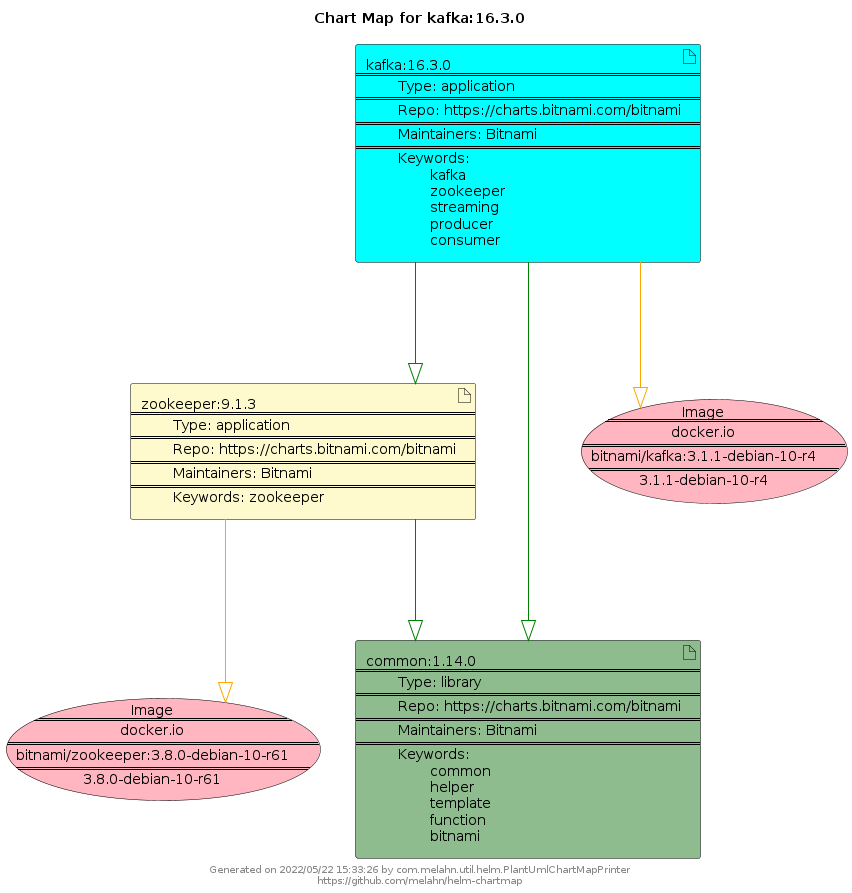 Chart Map for kafka:16.3.0
kafka:16.3.0
Type: application
Repo: https://charts.bitnami.com/bitnami
Maintainers: Bitnami
Keywords:
kafka
zookeeper
streaming
producer
consumer
zookeeper:9.1.3
Type: application
Repo: https://charts.bitnami.com/bitnami
Maintainers: Bitnami
Keywords: zookeeper
Image
docker.io
bitnami/kafka:3.1.1-debian-10-r4
3.1.1-debian-10-r4
common:1.14.0
Type: library
Repo: https://charts.bitnami.com/bitnami
Maintainers: Bitnami
Keywords:
common
helper
template
function
bitnami
Image
docker.io
bitnami/zookeeper:3.8.0-debian-10-r61
3.8.0-debian-10-r61
Generated on 2022/05/22 15:33:26 by com.melahn.util.helm.PlantUmlChartMapPrinter
https://github.com/melahn/helm-chartmap